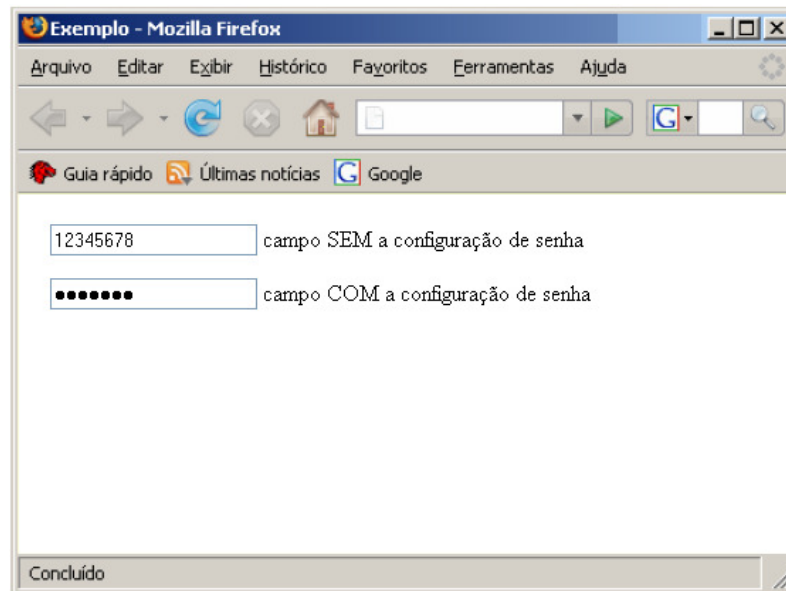 Exemplo - Mozilla Firefox
Arquivo Editar Exibir Histórico Favoritos Ferramentas Ajuda
G
Guia rápido Últimas notícias G Google
12345678 campo SEM a configuração de senha
●●●●●●● campo COM a configuração de senha
Concluído